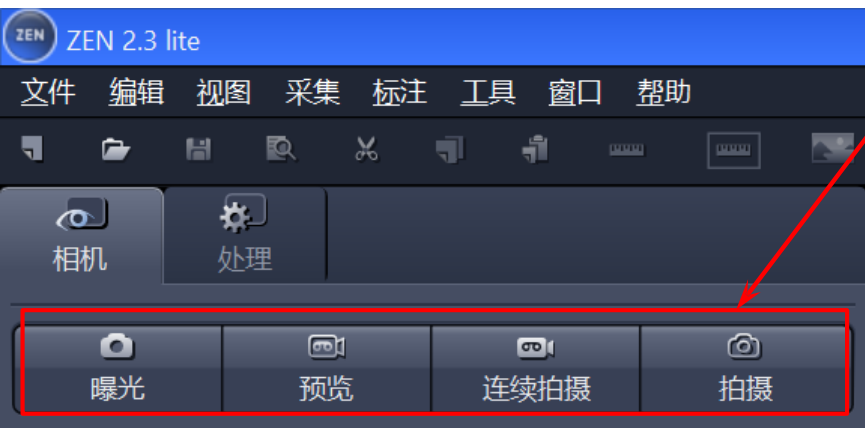 ZEN ZEN 2.3 lite
文件 编辑 视图 采集 标注 工具 窗口 帮助
相机 处理
曝光 预览 连续拍摄 拍摄